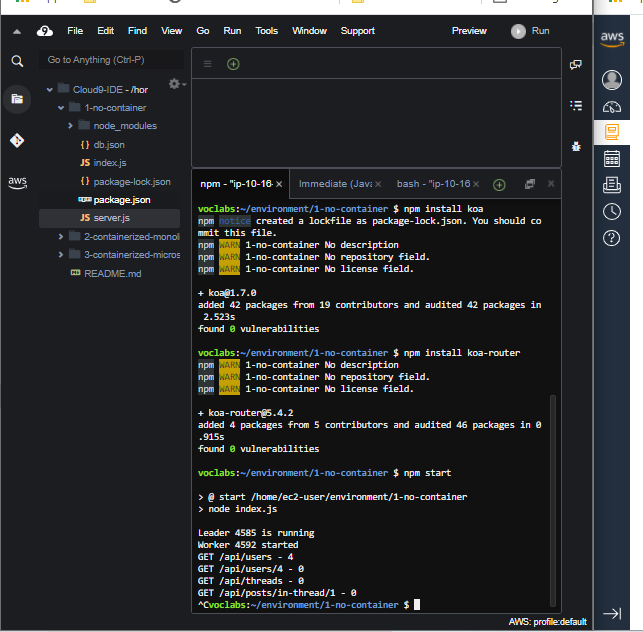 File Edit Find View Go Run Tools Window Support Preview Run
aws
Go to Anything (Ctrl-P)
Cloud9-IDE - /hor
1-no-container
node_modules
{} db.json
JS index.js
{} package-lock.json
package.json
JS server.js
2-containerized-monoli
3-containerized-micros
README.md
aws
npm - "ip-10-16- × Immediate (Java × bash - "ip-10-16 ×
voclabs:~/environment/1-no-container $ npm install koa
npm notice created a lockfile as package-lock.json. You should co
mmit this file.
npm WARN 1-no-container No description
npm WARN 1-no-container No repository field.
npm WARN 1-no-container No license field.
+ koa@1.7.0
added 42 packages from 19 contributors and audited 42 packages in
2.523s
found 0 vulnerabilities
voclabs:~/environment/1-no-container $ npm install koa-router
npm WARN 1-no-container No description
npm WARN 1-no-container No repository field.
npm WARN 1-no-container No license field.
+ koa-router@5.4.2
added 4 packages from 5 contributors and audited 46 packages in 0
.915s
found 0 vulnerabilities
voclabs:~/environment/1-no-container $ npm start
> @ start /home/ec2-user/environment/1-no-container
> node index.js
Leader 4585 is running
Worker 4592 started
GET /api/users - 4
GET /api/users/4 - 0
GET /api/threads - 0
GET /api/posts/in-thread/1 - 0
^Cvoclabs:~/environment/1-no-container $
AWS: profile:default